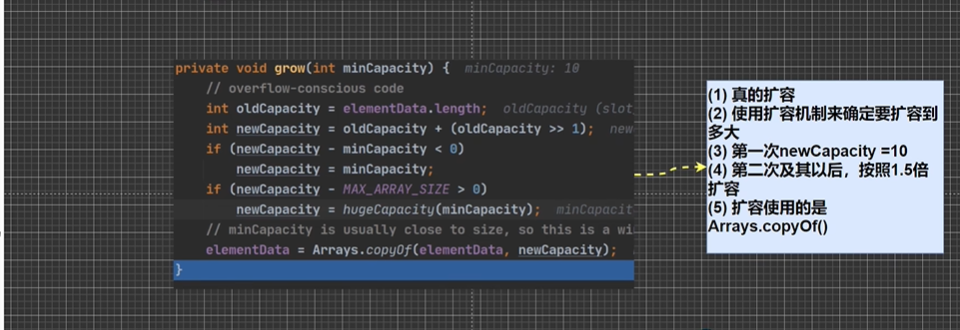 private void grow(int minCapacity) {  minCapacity: 10
// overflow-conscious code
int oldCapacity = elementData.length;  oldCapacity (slot
int newCapacity = oldCapacity + (oldCapacity >> 1);  new
if (newCapacity - minCapacity < 0)
newCapacity = minCapacity;
if (newCapacity - MAX_ARRAY_SIZE > 0)
newCapacity = hugeCapacity(minCapacity);  minCapacit
// minCapacity is usually close to size, so this is a wi
elementData = Arrays.copyOf(elementData, newCapacity);
}
(1) 真的扩容
(2) 使用扩容机制来确定要扩容到
多大
(3) 第一次newCapacity =10
(4) 第二次及其以后，按照1.5倍
扩容
(5) 扩容使用的是
Arrays.copyOf()